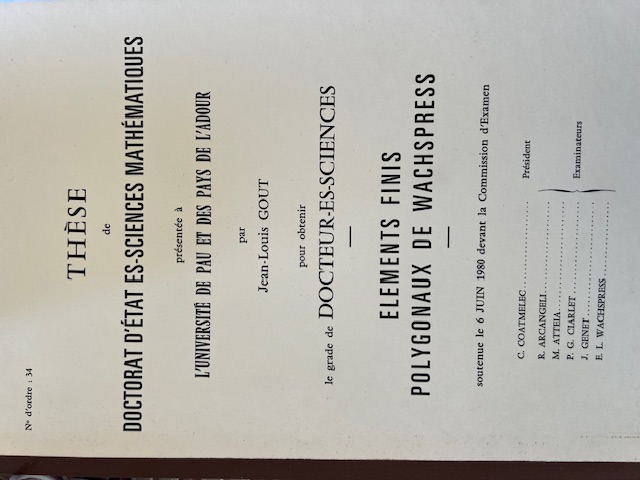 N° d'ordre : 34
THÈSE
de
DOCTORAT D'ÉTAT ES-SCIENCES MATHÉMATIQUES
présentée à
L'UNIVERSITÉ DE PAU ET DES PAYS DE L'ADOUR
par
Jean-Louis GOUT
pour obtenir
le grade de DOCTEUR-ES-SCIENCES
ELEMENTS FINIS
POLYGONAUX DE WACHSPRESS
soutenue le 6 JUIN 1980 devant la Commission d'Examen
C. COATMELEC .................... Président
R. ARCANGELI ....................
M. ATTEIA ....................
P. G. CIARLET .................... Examinateurs
J. GENET ....................
E. L. WACHSPRESS ....................